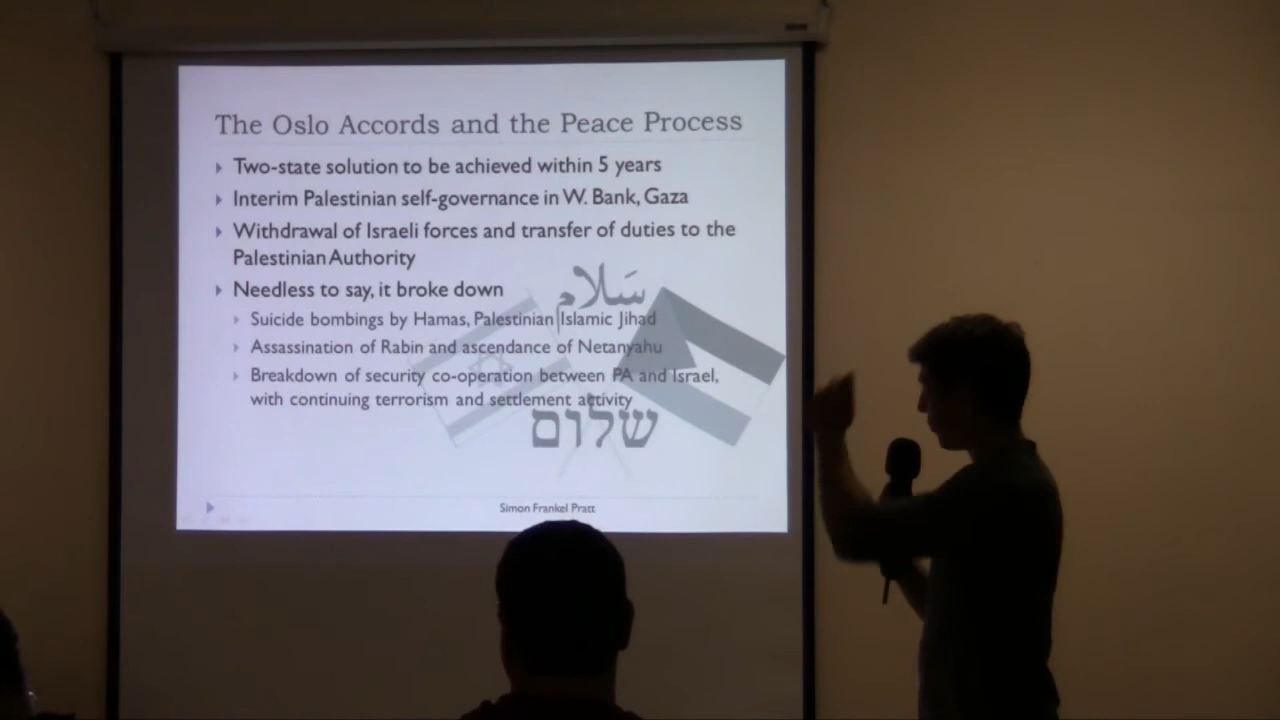 The Oslo Accords and the Peace Process
Two-state solution to be achieved within 5 years
Interim Palestinian self-governance in W. Bank, Gaza
Withdrawal of Israeli forces and transfer of duties to the
Palestinian Authority
Needless to say, it broke down
سَلام
Suicide bombings by Hamas, Palestinian Islamic Jihad
Assassination of Rabin and ascendance of Netanyahu
Breakdown of security co-operation between PA and Israel,
with continuing terrorism and settlement activity
שלום
Simon Frankel Pratt